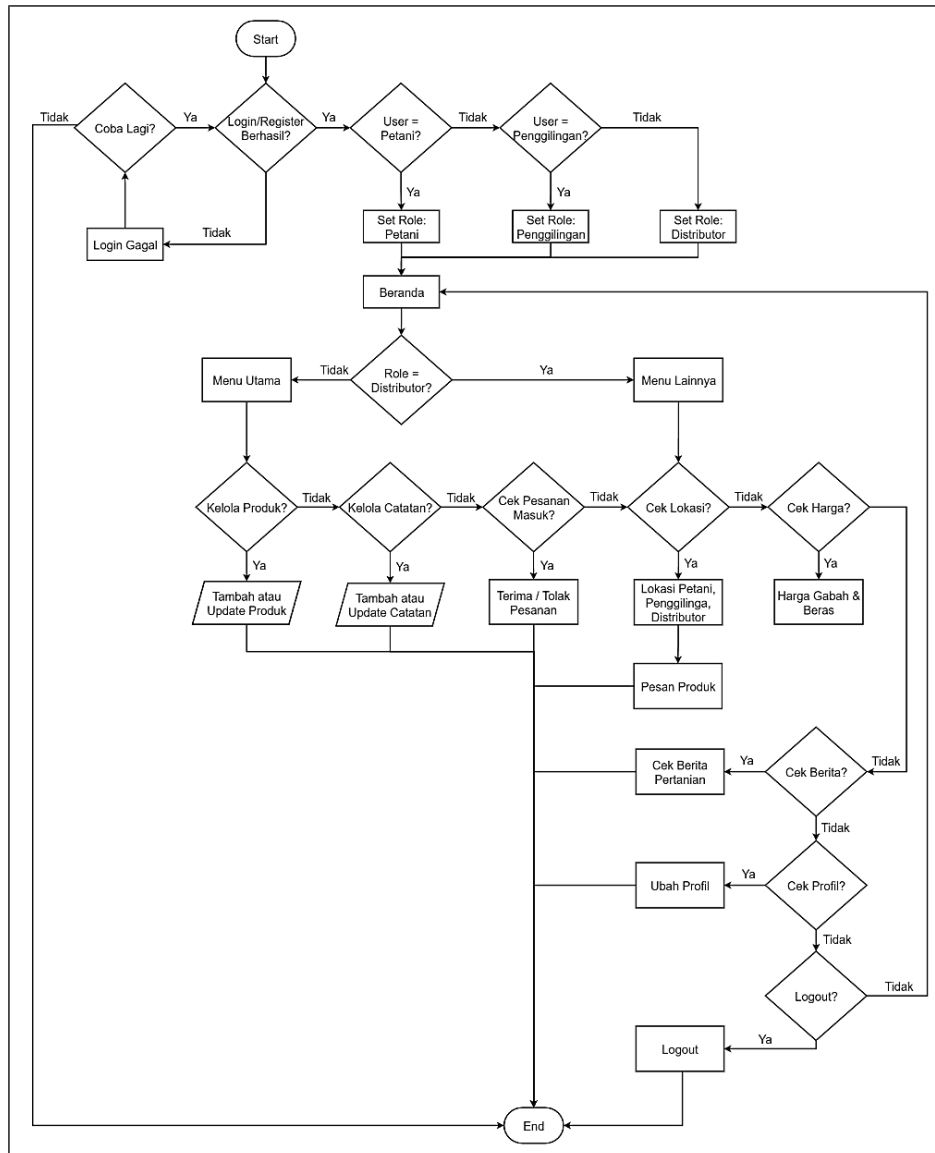 Start
Tidak
Coba Lagi?
Ya
Login/Register
Berhasil?
Ya
User =
Petani?
Tidak
User =
Penggilingan?
Tidak
Ya
Ya
Login Gagal
Tidak
Set Role:
Petani
Set Role:
Penggilingan
Set Role:
Distributor
Beranda
Menu Utama
Tidak
Role =
Distributor?
Ya
Menu Lainnya
Kelola Produk?
Tidak
Kelola Catatan?
Tidak
Cek Pesanan
Masuk?
Tidak
Cek Lokasi?
Tidak
Cek Harga?
Ya
Ya
Ya
Ya
Ya
Tambah atau
Update Produk
Tambah atau
Update Catatan
Terima / Tolak
Pesanan
Lokasi Petani,
Penggilinga,
Distributor
Harga Gabah &
Beras
Pesan Produk
Cek Berita
Pertanian
Ya
Cek Berita?
Tidak
Tidak
Ubah Profil
Ya
Cek Profil?
Tidak
Logout?
Tidak
Logout
Ya
End